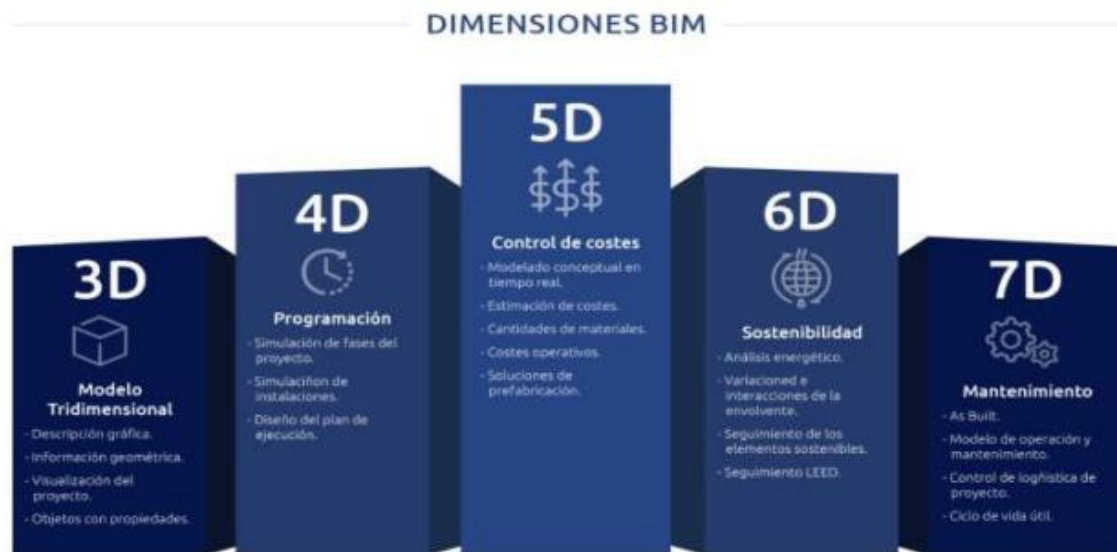 DIMENSIONES BIM
3D
Modelo
Tridimensional
- Descripción gráfica.
- Información geométrica.
- Visualización del
proyecto.
- Objetos con propiedades.
4D
Programación
- Simulación de fases del
proyecto.
- Simulaciñon de
instalaciones.
- Diseño del plan de
ejecución.
5D
$$$
Control de costes
- Modelado conceptual en
tiempo real.
- Estimación de costes.
- Cantidades de materiales.
- Costes operativos.
- Soluciones de
prefabricación.
6D
Sostenibilidad
- Análisis energético.
- Variacioned e
interacciones de la
envolvente.
- Seguimiento de los
elementos sostenibles.
- Seguimiento LEED.
7D
Mantenimiento
- As Built.
- Modelo de operación y
mantenimiento.
- Control de logñistica de
proyecto.
- Ciclo de vida útil.